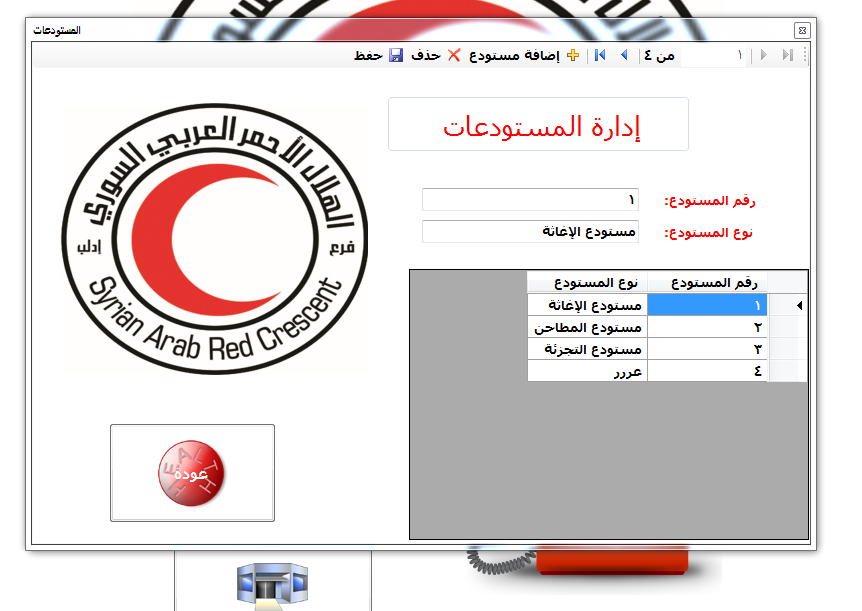 المستودعات
١ من ٤ إضافة مستودع حذف حفظ
إدارة المستودعات
رقم المستودع: ١
نوع المستودع: مستودع الإغاثة
رقم المستودع نوع المستودع
١ مستودع الإغاثة
٢ مستودع المطاحن
٣ مستودع التجزئة
٤ عررر
الهلال الأحمر العربي السوري
فرع إدلب
Syrian Arab Red Crescent
HEALTH
عودة